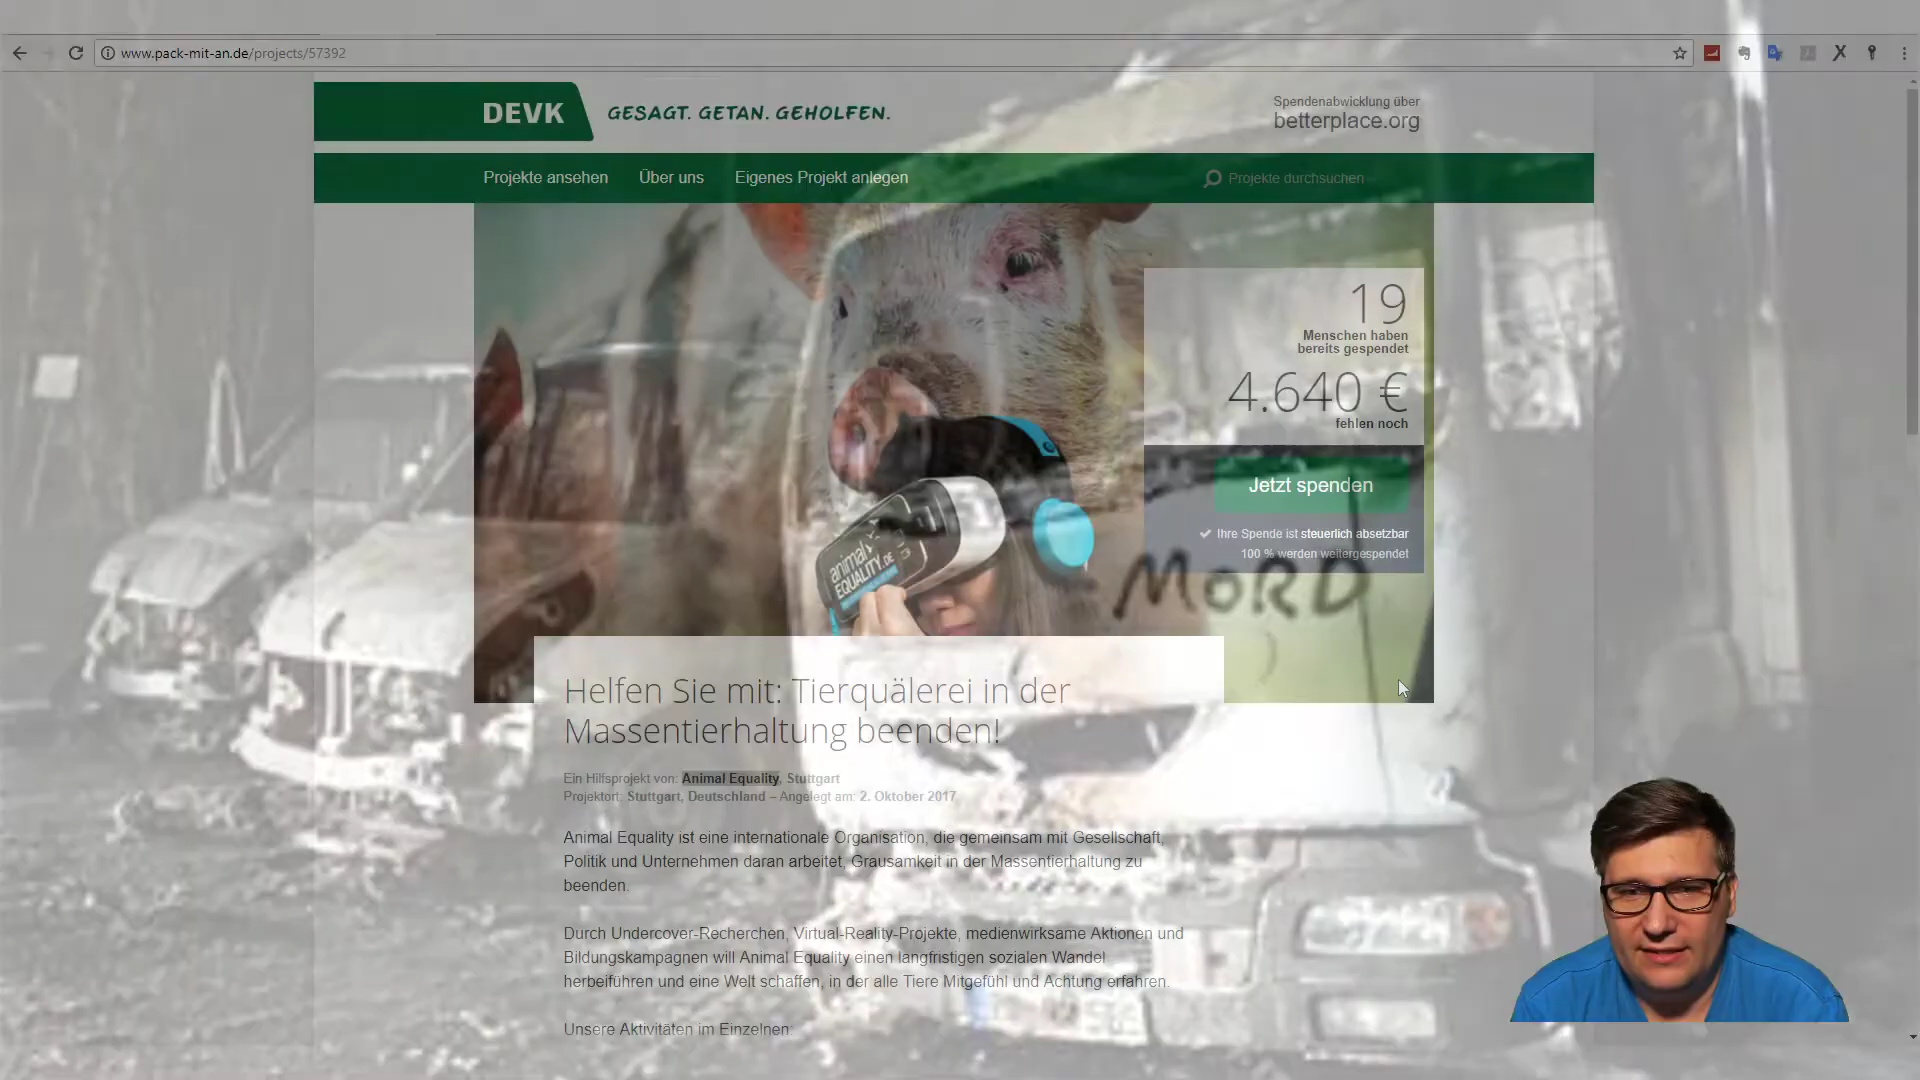 www.pack-mit-an.de/projects/57392
DEVK
GESAGT. GETAN. GEHOLFEN.
Spendenabwicklung über
betterplace.org
Projekte ansehen
Über uns
Eigenes Projekt anlegen
Projekte durchsuchen
19
Menschen haben
bereits gespendet
4.640 €
fehlen noch
Jetzt spenden
Ihre Spende ist steuerlich absetzbar
100 % werden weitergespendet
animal
EQUALITY.DE
MORD
Helfen Sie mit: Tierquälerei in der
Massentierhaltung beenden!
Ein Hilfsprojekt von: Animal Equality, Stuttgart
Projektort: Stuttgart, Deutschland – Angelegt am: 2. Oktober 2017
Animal Equality ist eine internationale Organisation, die gemeinsam mit Gesellschaft,
Politik und Unternehmen daran arbeitet, Grausamkeit in der Massentierhaltung zu
beenden.
Durch Undercover-Recherchen, Virtual-Reality-Projekte, medienwirksame Aktionen und
Bildungskampagnen will Animal Equality einen langfristigen sozialen Wandel
herbeiführen und eine Welt schaffen, in der alle Tiere Mitgefühl und Achtung erfahren.
Unsere Aktivitäten im Einzelnen: